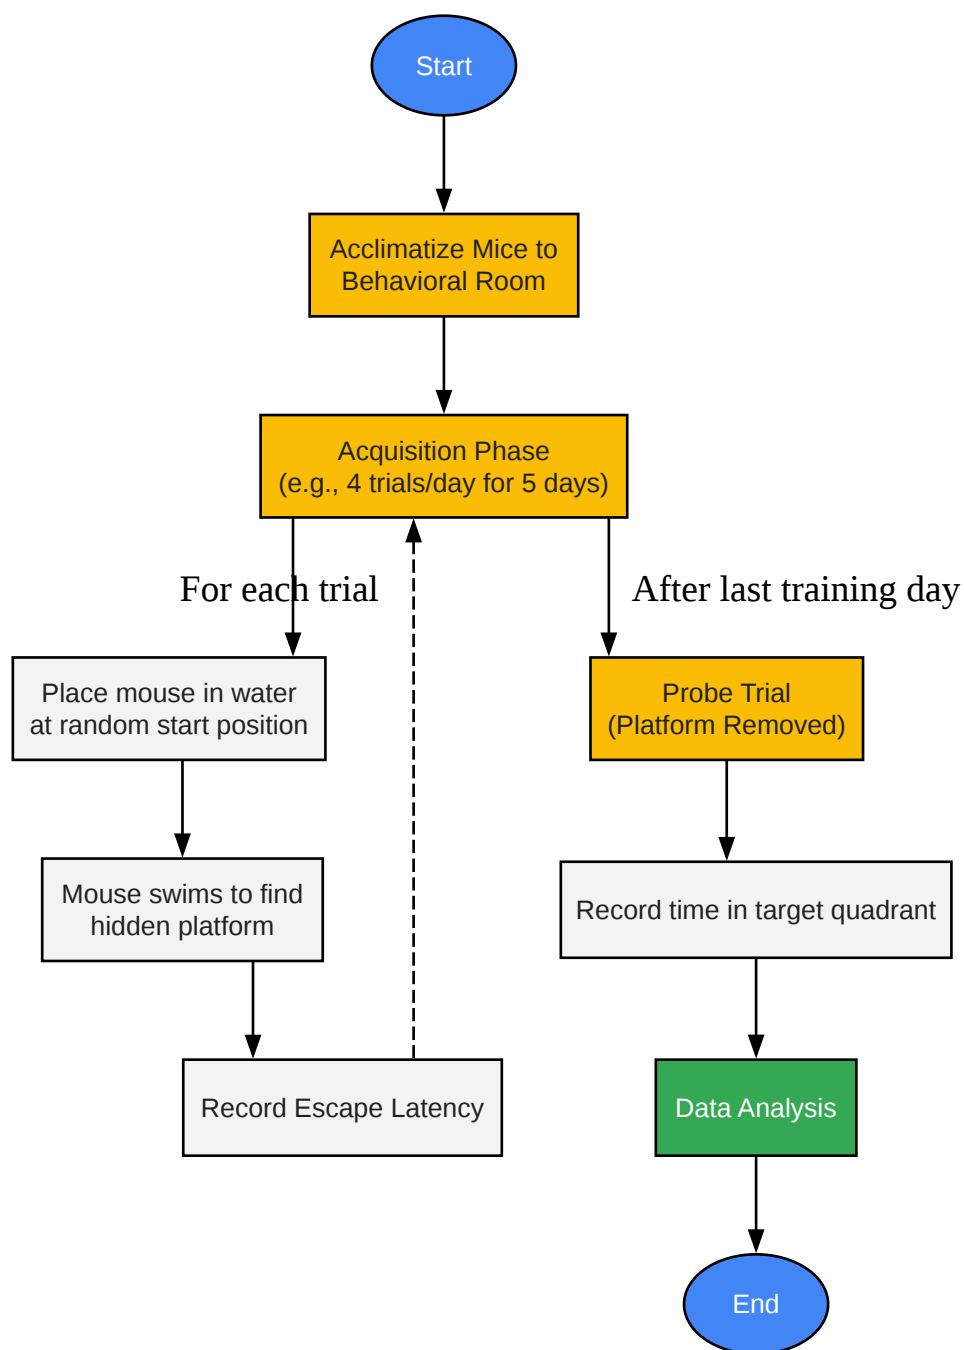 Start
Acclimatize Mice to
Behavioral Room
Acquisition Phase
(e.g., 4 trials/day for 5 days)
For each trial
After last training day
Place mouse in water
at random start position
Probe Trial
(Platform Removed)
Mouse swims to find
hidden platform
Record time in target quadrant
Record Escape Latency
Data Analysis
End